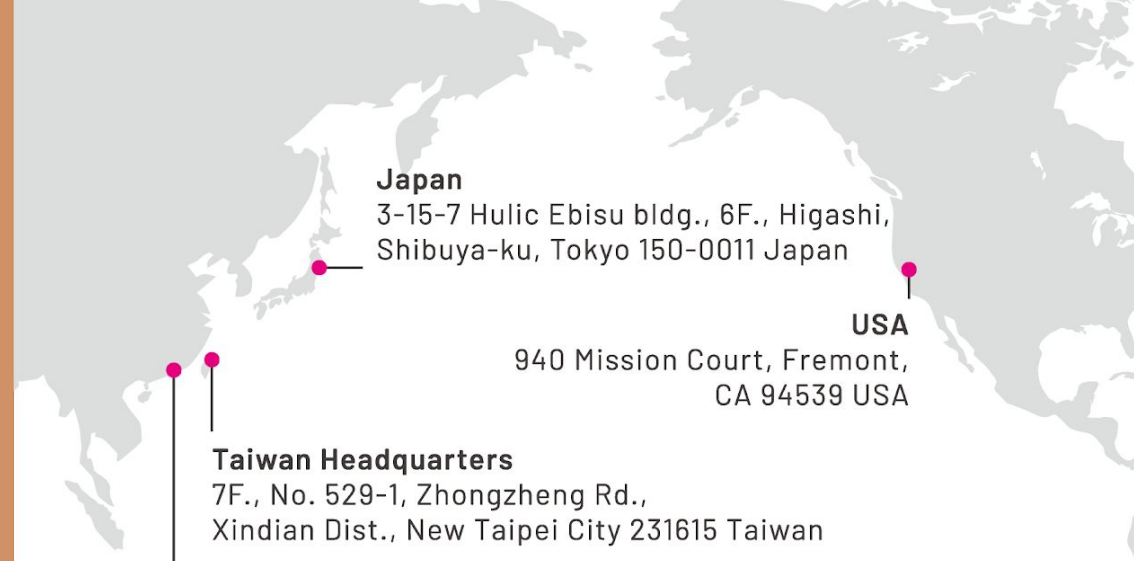 Japan
3-15-7 Hulic Ebisu bldg., 6F., Higashi,
Shibuya-ku, Tokyo 150-0011 Japan
USA
940 Mission Court, Fremont,
CA 94539 USA
Taiwan Headquarters
7F., No. 529-1, Zhongzheng Rd.,
Xindian Dist., New Taipei City 231615 Taiwan